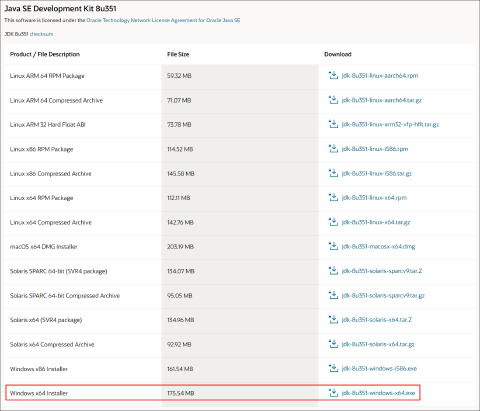 Java SE Development Kit 8u351
This software is licensed under the Oracle Technology Network License Agreement for Oracle Java SE
JDK 8u351 checksum
Product / File Description File Size Download
Linux ARM 64 RPM Package 59.32 MB jdk-8u351-linux-aarch64.rpm
Linux ARM 64 Compressed Archive 71.07 MB jdk-8u351-linux-aarch64.tar.gz
Linux ARM 32 Hard Float ABI 73.78 MB jdk-8u351-linux-arm32-vfp-hflt.tar.gz
Linux x86 RPM Package 114.52 MB jdk-8u351-linux-i586.rpm
Linux x86 Compressed Archive 145.58 MB jdk-8u351-linux-i586.tar.gz
Linux x64 RPM Package 112.11 MB jdk-8u351-linux-x64.rpm
Linux x64 Compressed Archive 142.76 MB jdk-8u351-linux-x64.tar.gz
macOS x64 DMG Installer 203.19 MB jdk-8u351-macosx-x64.dmg
Solaris SPARC 64-bit (SVR4 package) 134.07 MB jdk-8u351-solaris-sparcv9.tar.Z
Solaris SPARC 64-bit Compressed Archive 95.05 MB jdk-8u351-solaris-sparcv9.tar.gz
Solaris x64 (SVR4 package) 134.96 MB jdk-8u351-solaris-x64.tar.Z
Solaris x64 Compressed Archive 92.92 MB jdk-8u351-solaris-x64.tar.gz
Windows x86 Installer 161.54 MB jdk-8u351-windows-i586.exe
Windows x64 Installer 175.54 MB jdk-8u351-windows-x64.exe